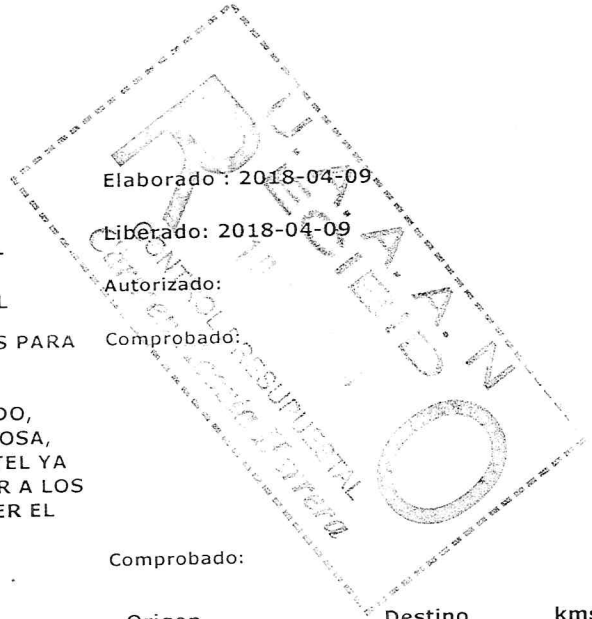 Elaborado : 2018-04-09
Liberado: 2018-04-09
Autorizado:
L
S PARA
Comprobado:
DO,
OSA,
TEL YA
R A LOS
ER EL
Comprobado:
Origen
Destino
kms
U.A.A.A.N
RECIBIDO
CONTROL PRESUPUESTAL